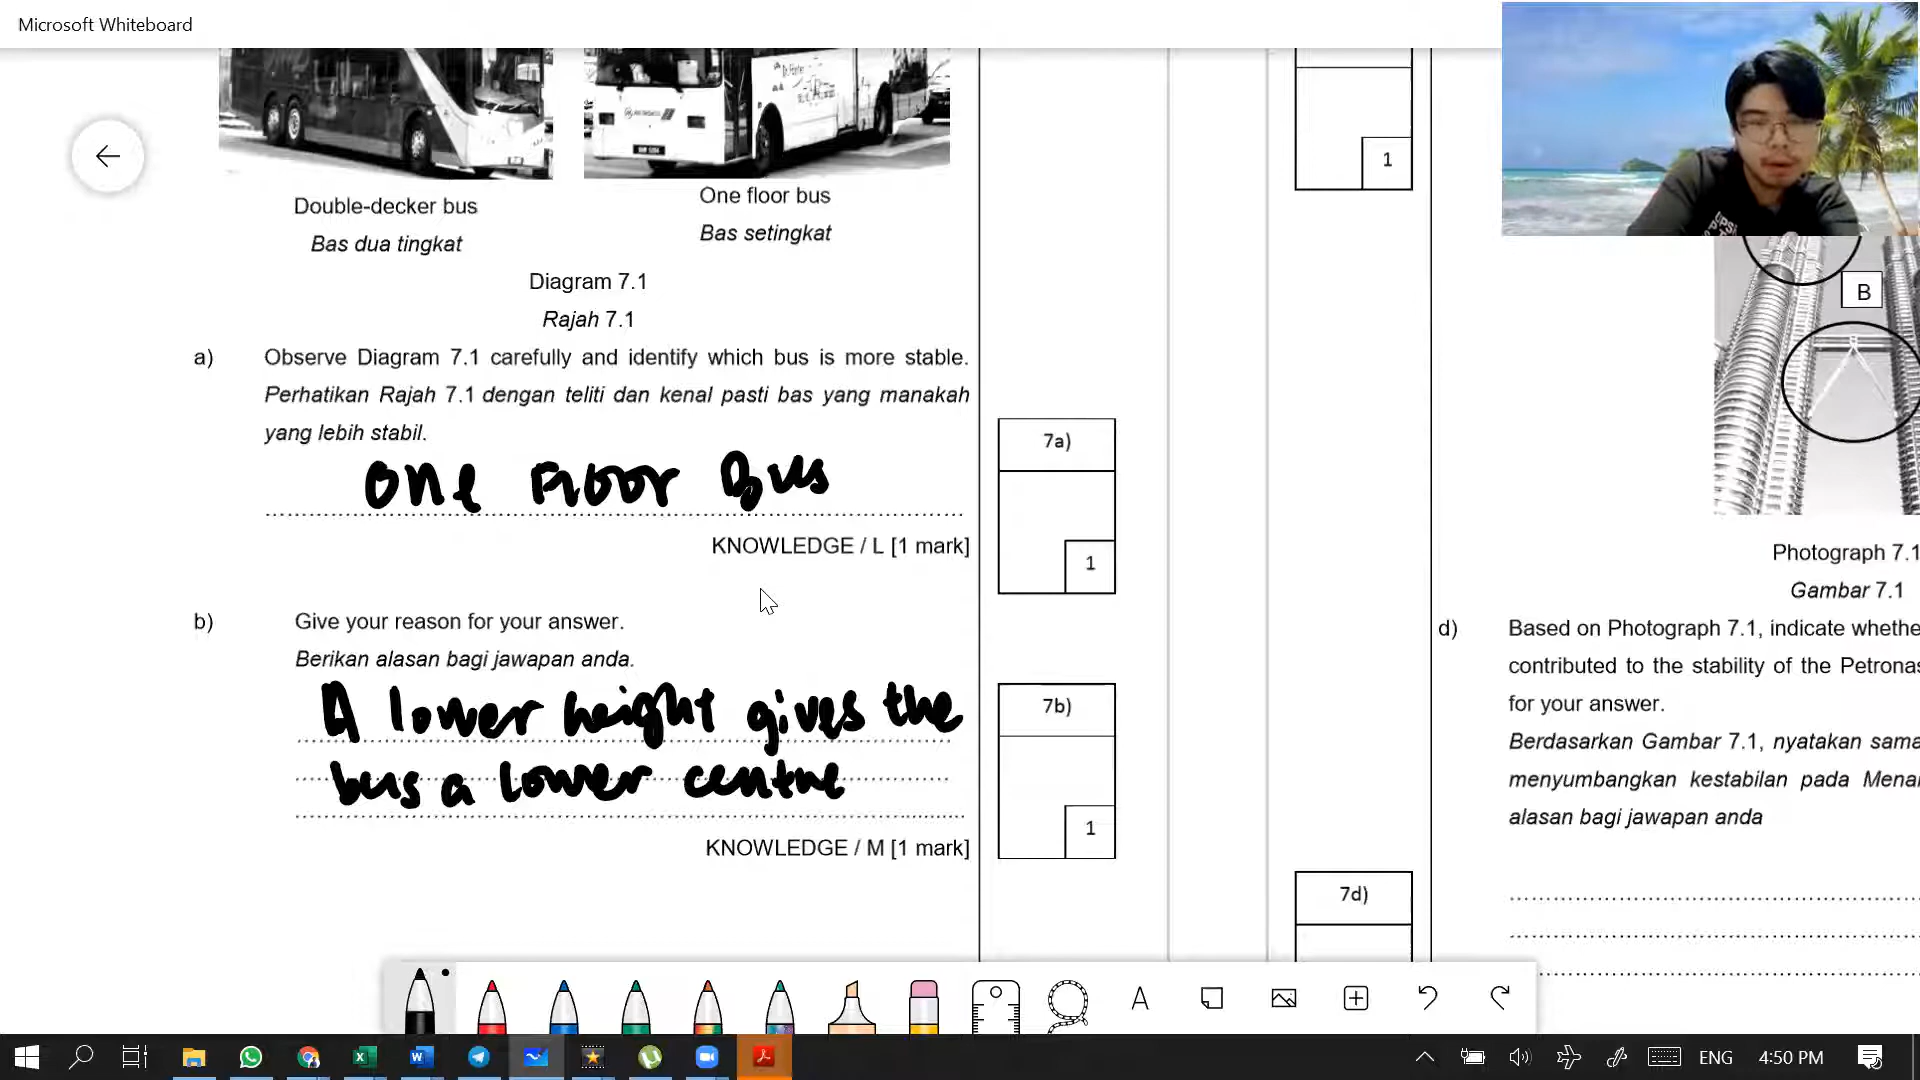 Microsoft Whiteboard
1
Double-decker bus
Bas dua tingkat
One floor bus
Bas setingkat
Diagram 7.1
Rajah 7.1
a) Observe Diagram 7.1 carefully and identify which bus is more stable.
Perhatikan Rajah 7.1 dengan teliti dan kenal pasti bas yang manakah
yang lebih stabil.
One Floor Bus
KNOWLEDGE / L [1 mark]
7a)
1
b) Give your reason for your answer.
Berikan alasan bagi jawapan anda.
A lower height gives the
bus a lower centre
KNOWLEDGE / M [1 mark]
7b)
1
B
Photograph 7.1
Gambar 7.1
d) Based on Photograph 7.1, indicate whethe
contributed to the stability of the Petronas
for your answer.
Berdasarkan Gambar 7.1, nyatakan sama
menyumbangkan kestabilan pada Mena
alasan bagi jawapan anda
7d)
ENG
4:50 PM